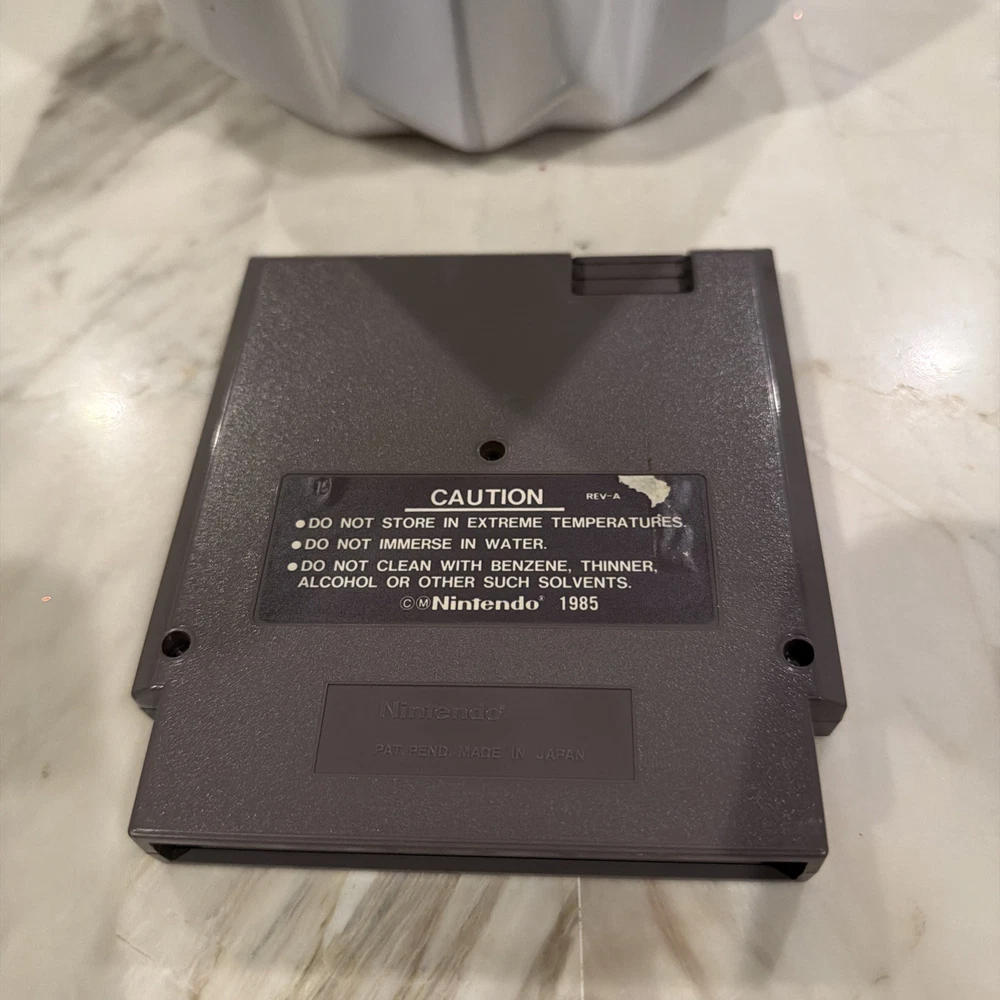 CAUTION REV-A
●DO NOT STORE IN EXTREME TEMPERATURES.
●DO NOT IMMERSE IN WATER.
●DO NOT CLEAN WITH BENZENE, THINNER,
ALCOHOL OR OTHER SUCH SOLVENTS.
©ⓂNintendo® 1985
Nintendo®
PAT. PEND. MADE IN JAPAN